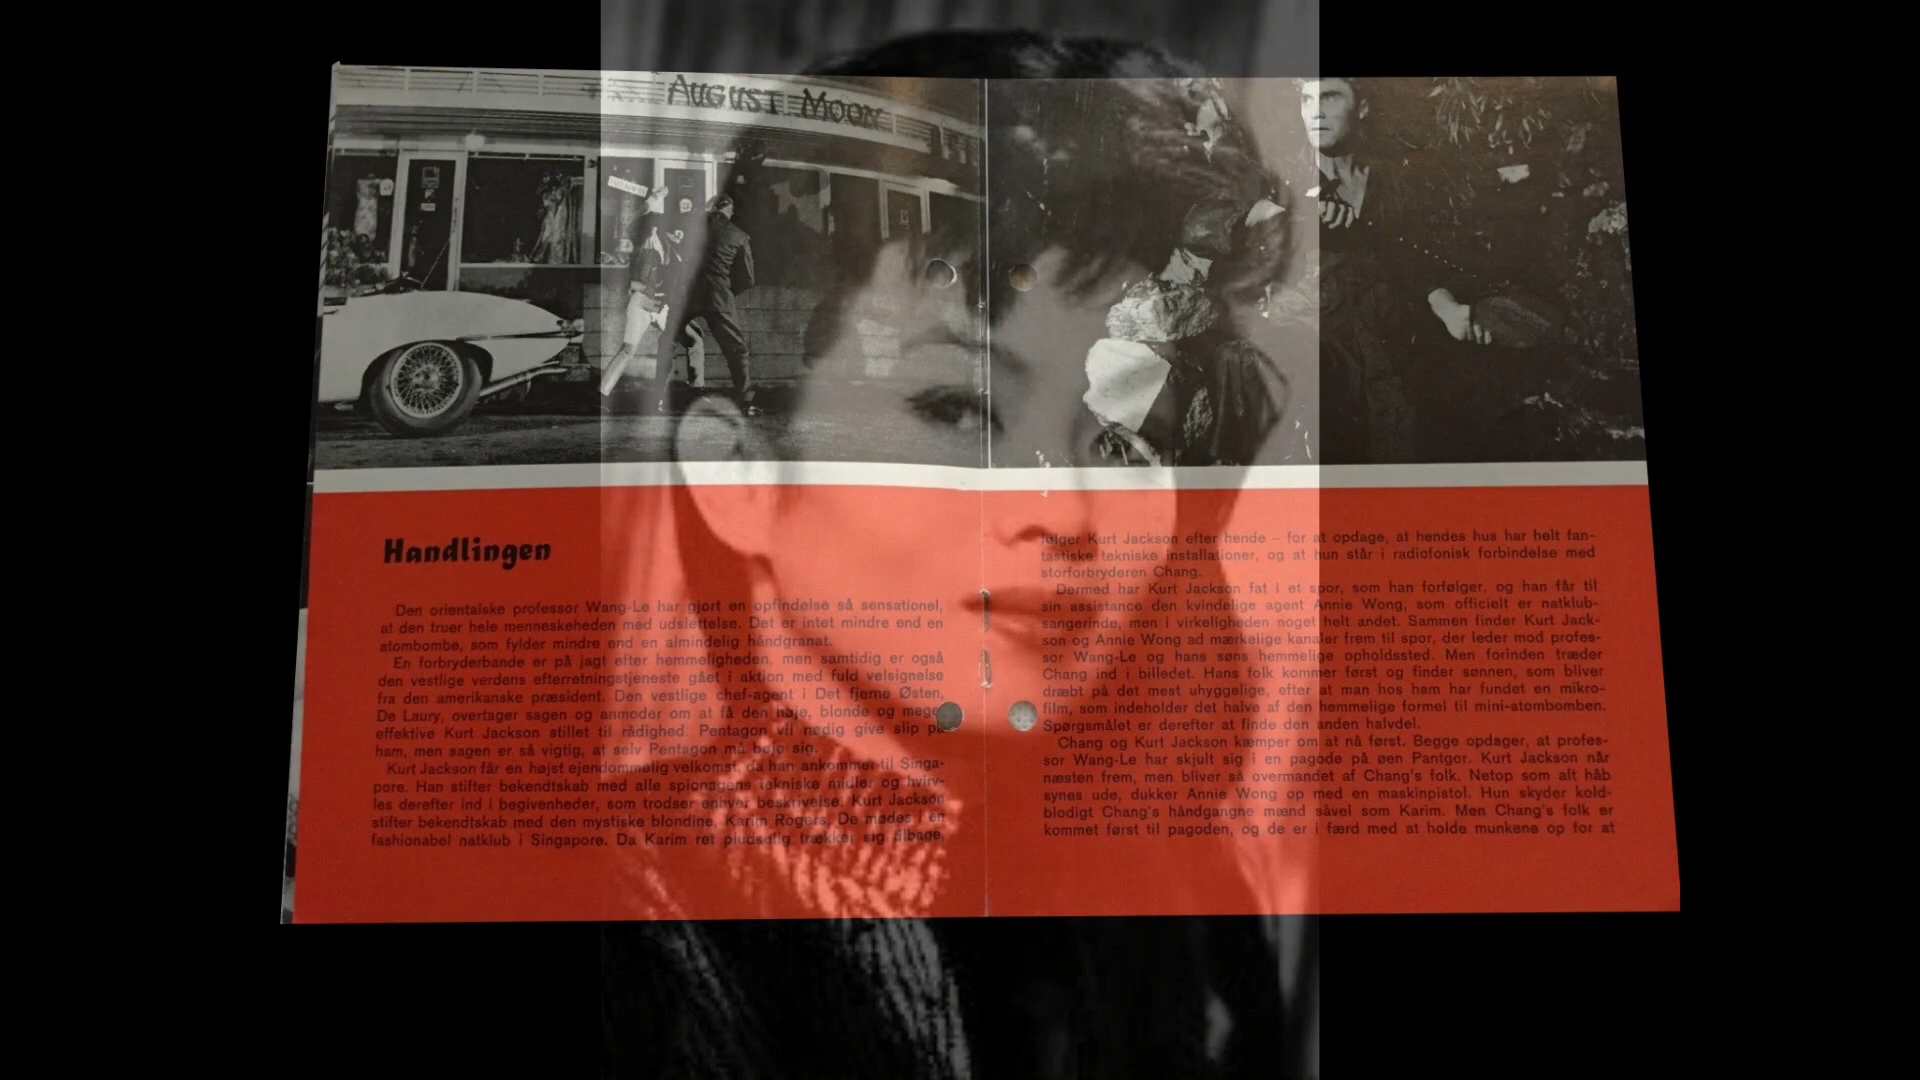 AUGUST MOON
Handlingen
Den orientalske professor Wang-Le har gjort en opfindelse så sensationel,
at den truer hele menneskeheden med udslettelse. Det er intet mindre end en
atombombe, som fylder mindre end en almindelig håndgranat.
En forbryderbande er på jagt efter hemmeligheden, men samtidig er også
den vestlige verdens efterretningstjeneste gået i aktion med fuld velsignelse
fra den amerikanske præsident. Den vestlige chef-agent i Det fjerne Østen,
De Laury, overtager sagen og anmoder om at få den høje, blonde og meget
effektive Kurt Jackson stillet til rådighed. Pentagon vil nødig give slip på
ham, men sagen er så vigtig, at selv Pentagon må bøje sig.
Kurt Jackson får en højst ejendommelig velkomst, da han ankommer til Singa-
pore. Han stifter bekendtskab med alle spionagens tekniske midler og hvirv-
les derefter ind i begivenheder, som trodser enhver beskrivelse. Kurt Jackson
stifter bekendtskab med den mystiske blondine, Karim Rogers. De mødes i en
fashionabel natklub i Singapore. Da Karim ret pludselig trækker sig tilbage,
følger Kurt Jackson efter hende – for at opdage, at hendes hus har helt fan-
tastiske tekniske installationer, og at hun står i radiofonisk forbindelse med
storforbryderen Chang.
Dermed har Kurt Jackson fat i et spor, som han forfølger, og han får til
sin assistance den kvindelige agent Annie Wong, som officielt er natklub-
sangerinde, men i virkeligheden noget helt andet. Sammen finder Kurt Jack-
son og Annie Wong ad mærkelige kanaler frem til spor, der leder mod profes-
sor Wang-Le og hans søns hemmelige opholdssted. Men forinden træder
Chang ind i billedet. Hans folk kommer først og finder sønnen, som bliver
dræbt på det mest uhyggelige, efter at man hos ham har fundet en mikro-
film, som indeholder det halve af den hemmelige formel til mini-atombomben.
Spørgsmålet er derefter at finde den anden halvdel.
Chang og Kurt Jackson kæmper om at nå først. Begge opdager, at profes-
sor Wang-Le har skjult sig i en pagode på øen Pantgor. Kurt Jackson når
næsten frem, men bliver så overmandet af Chang's folk. Netop som alt håb
synes ude, dukker Annie Wong op med en maskinpistol. Hun skyder kold-
blodigt Chang's håndgangne mænd såvel som Karim. Men Chang's folk er
kommet først til pagoden, og de er i færd med at holde munkene op for at